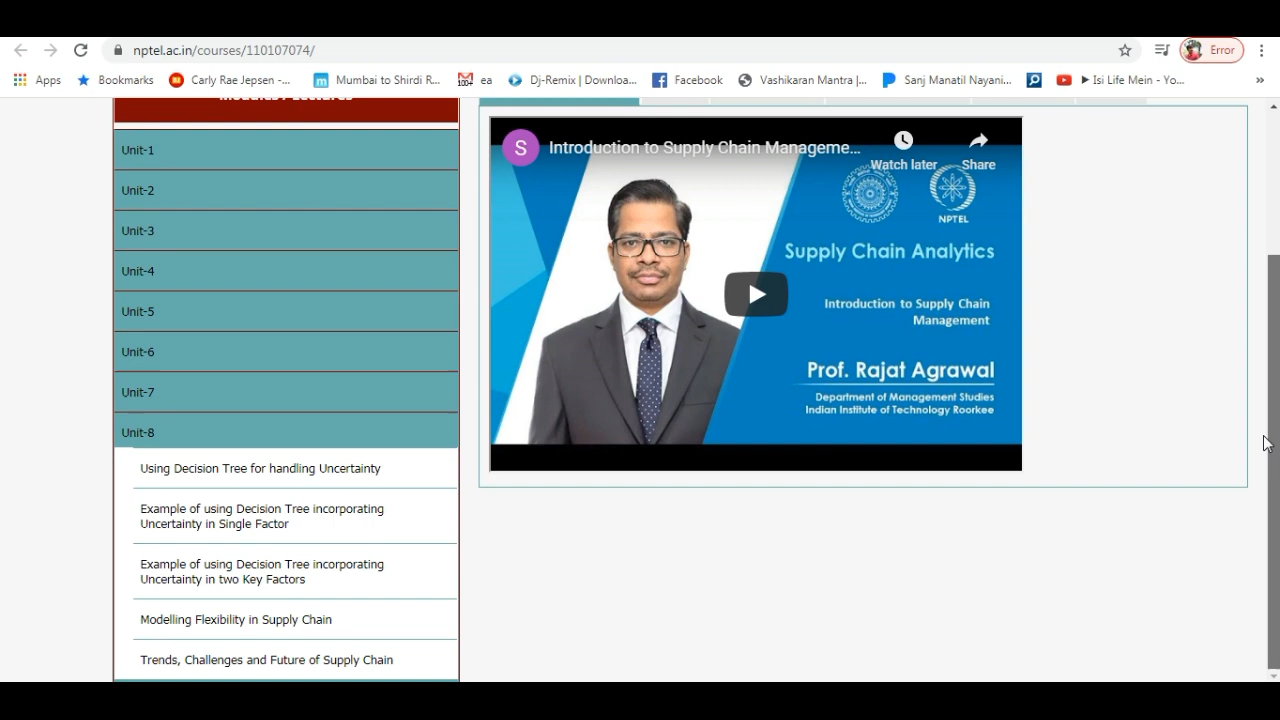 nptel.ac.in/courses/110107074/
Error
Apps
Bookmarks
Carly Rae Jepsen -...
Mumbai to Shirdi R...
100+
ea
Dj-Remix | Downloa...
Facebook
Vashikaran Mantra |...
Sanj Manatil Nayani...
Isi Life Mein - Yo...
»
Modules / Lectures
Unit-1
Unit-2
Unit-3
Unit-4
Unit-5
Unit-6
Unit-7
Unit-8
Using Decision Tree for handling Uncertainty
Example of using Decision Tree incorporating
Uncertainty in Single Factor
Example of using Decision Tree incorporating
Uncertainty in two Key Factors
Modelling Flexibility in Supply Chain
Trends, Challenges and Future of Supply Chain
S
Introduction to Supply Chain Manageme...
Watch later
Share
NPTEL
Supply Chain Analytics
Introduction to Supply Chain
Management
Prof. Rajat Agrawal
Department of Management Studies
Indian Institute of Technology Roorkee